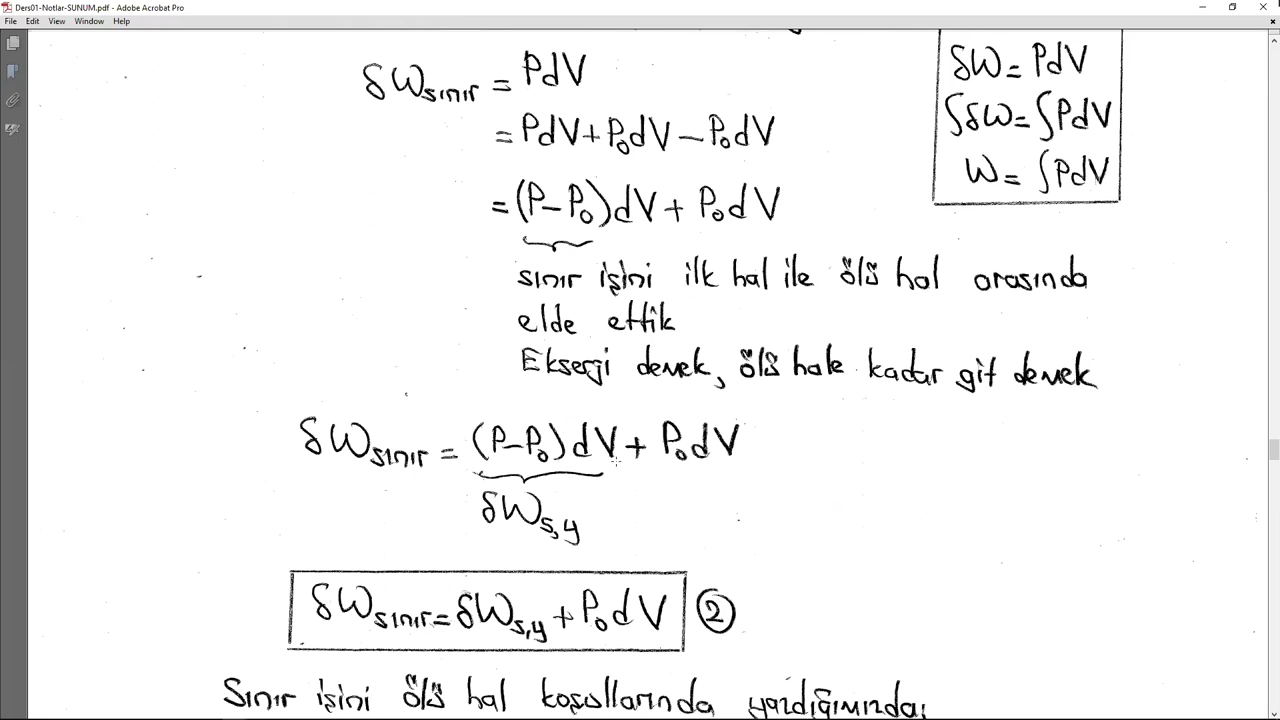 Ders01-Notlar-SUNUM.pdf - Adobe Acrobat Pro
File Edit View Window Help
δW = PdV
δWsınır = PdV
∫δW = ∫PdV
= PdV + P₀dV − P₀dV
W = ∫PdV
= (P−P₀)dV + P₀dV
sınır işini ilk hal ile ölü hal arasında
elde ettik
Ekserji demek, ölü hale kadar git demek
δWsınır = (P−P₀)dV + P₀dV
δWs,y
δWsınır = δWs,y + P₀dV ②
Sınır işini ölü hal koşullarında yazdığımızda;